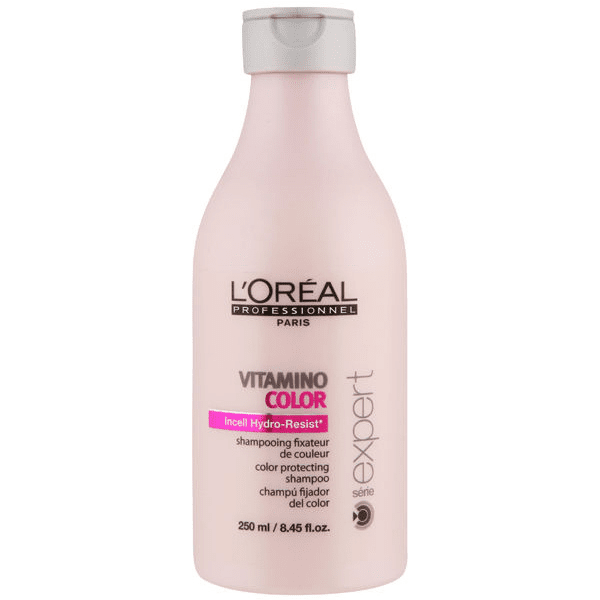 L'ORÉAL
PROFESSIONNEL
PARIS
VITAMINO
COLOR
incell Hydro-Resist*
shampooing fixateur
de couleur
color protecting
shampoo
champú fijador
del color
250 ml / 8.45 fl.oz.
série expert